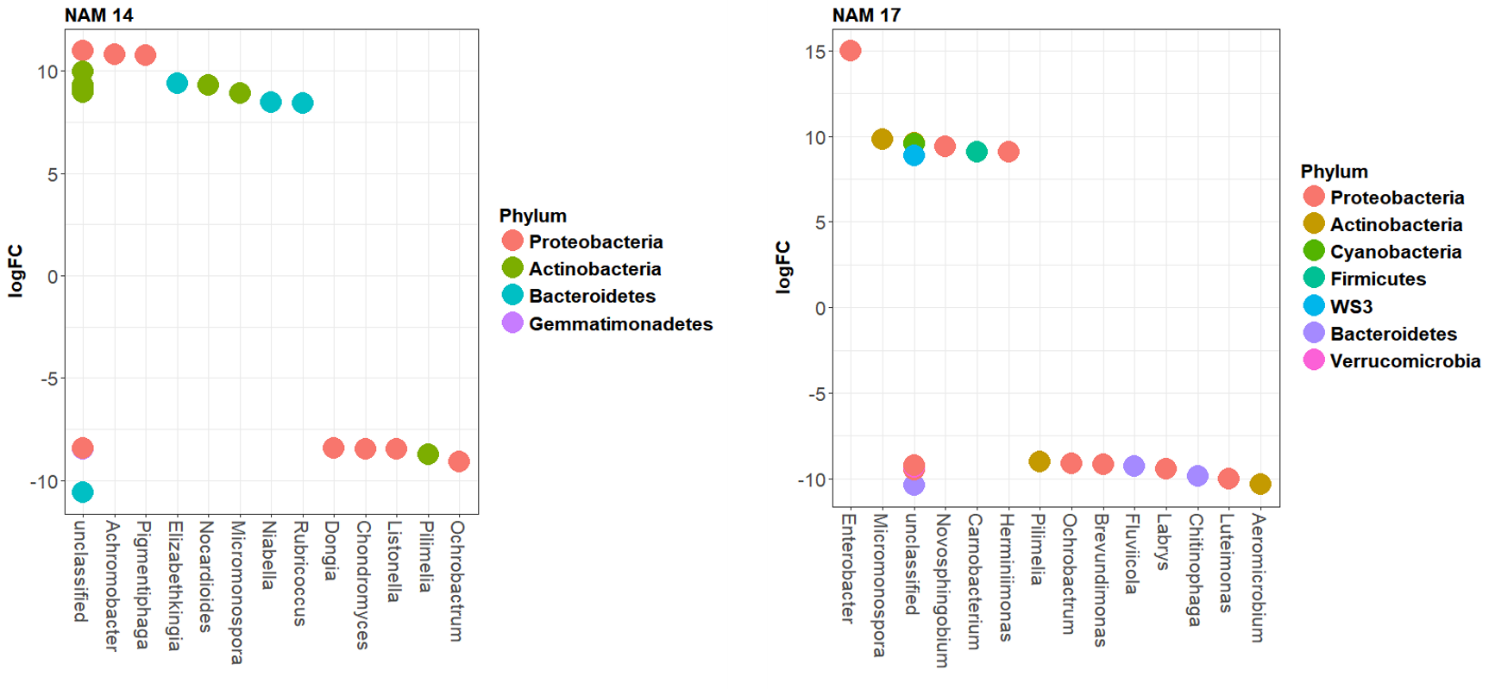 NAM 14
logFC
10
5
0
-5
-10
unclassified
Achromobacter
Pigmentiphaga
Elizabethkingia
Nocardioides
Micromonospora
Niabella
Rubricoccus
Dongia
Chondromyces
Listonella
Pilimelia
Ochrobactrum
Phylum
Proteobacteria
Actinobacteria
Bacteroidetes
Gemmatimonadetes
NAM 17
logFC
15
10
5
0
-5
-10
Enterobacter
Micromonospora
unclassified
Novosphingobium
Carnobacterium
Herminiimonas
Pilimelia
Ochrobactrum
Brevundimonas
Fluviicola
Labrys
Chitinophaga
Luteimonas
Aeromicrobium
Phylum
Proteobacteria
Actinobacteria
Cyanobacteria
Firmicutes
WS3
Bacteroidetes
Verrucomicrobia